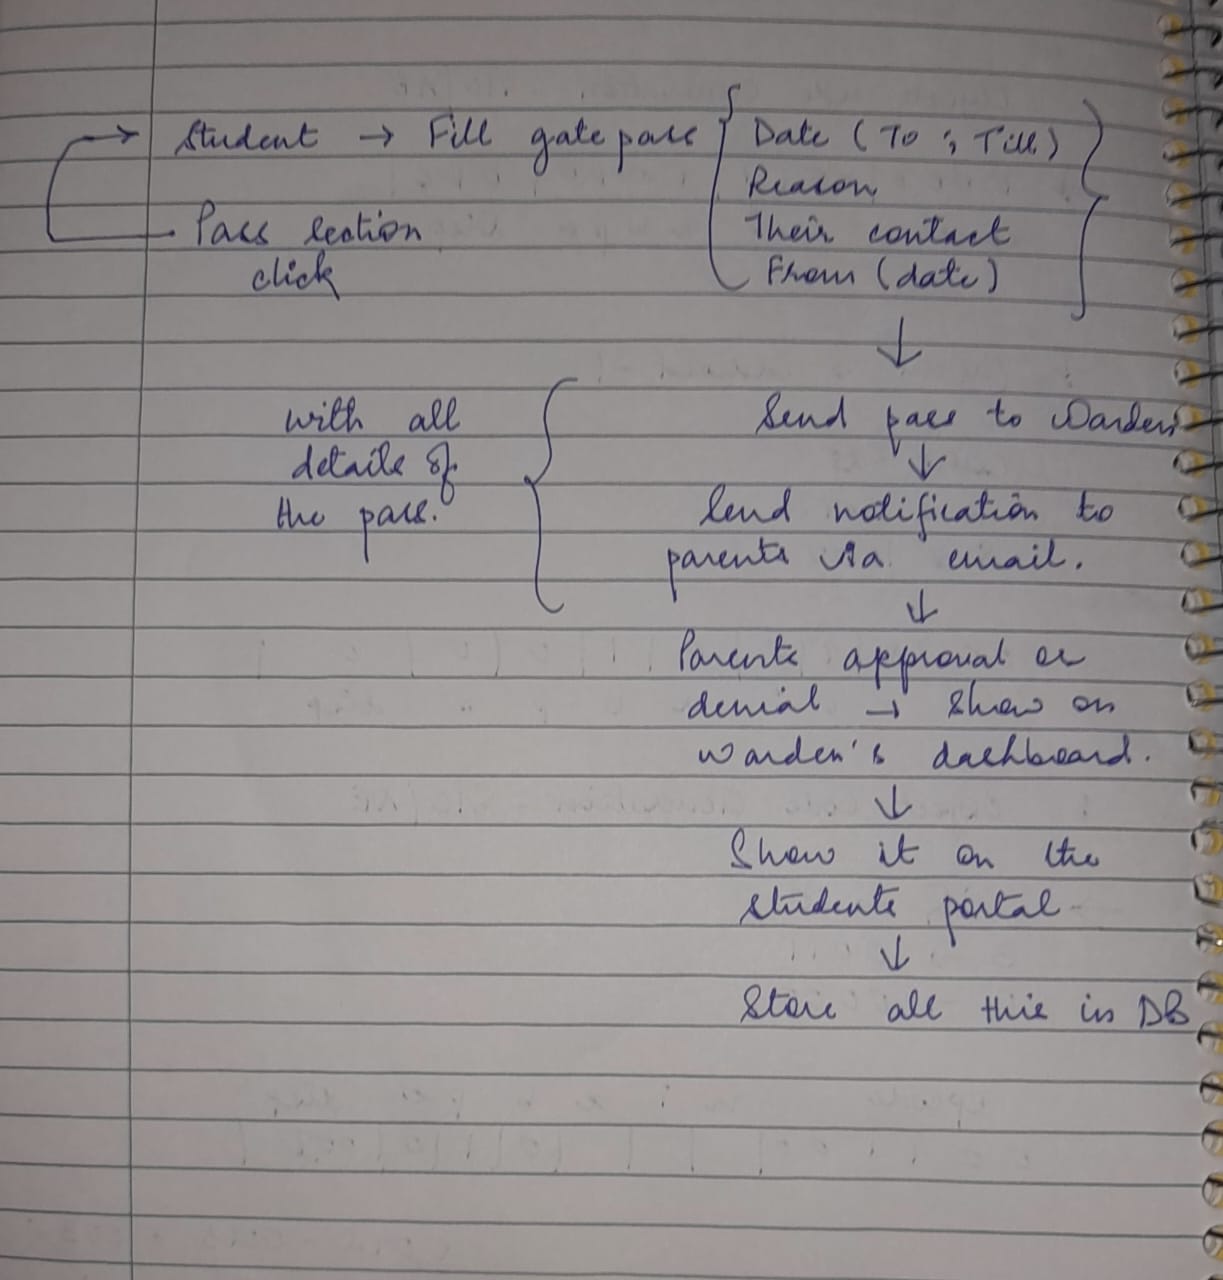 Student → Fill gate pass { Date (To ; Till) }
Reason
Pass section Their contact
click From (date)
↓
with all Send pass to Warden
↓
details of
the pass. Send notification to
parents via email.
↓
Parents approval or
denial → show on
warden's dashboard.
↓
Show it on the
students portal
↓
Store all this in DB